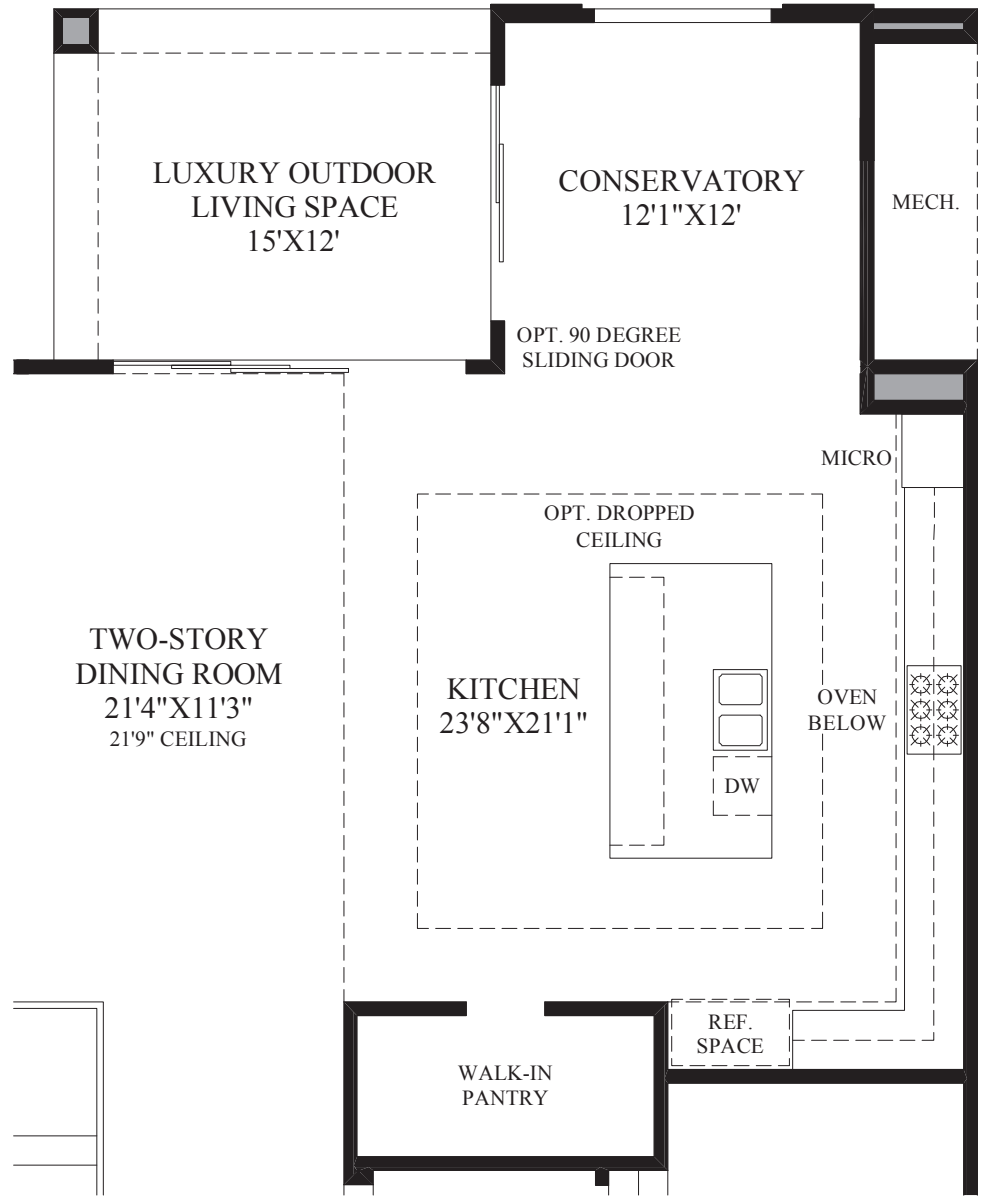 LUXURY OUTDOOR
LIVING SPACE
15'X12'
CONSERVATORY
12'1"X12'
MECH.
OPT. 90 DEGREE
SLIDING DOOR
MICRO
OPT. DROPPED
CEILING
TWO-STORY
DINING ROOM
21'4"X11'3"
21'9" CEILING
KITCHEN
23'8"X21'1"
OVEN
BELOW
DW
REF.
SPACE
WALK-IN
PANTRY